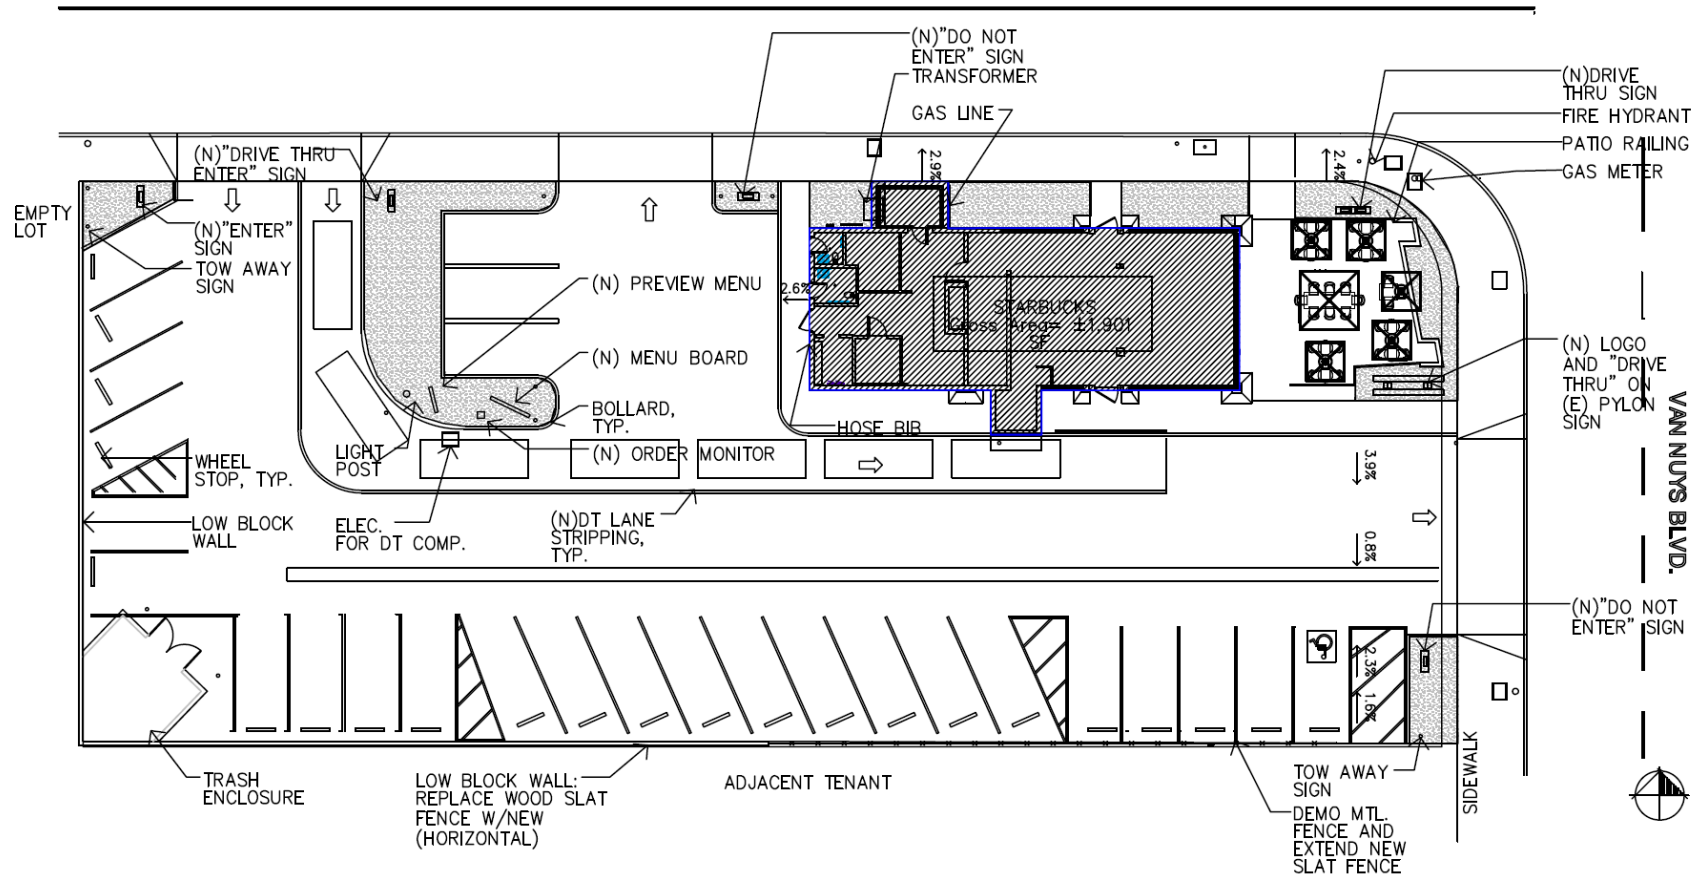 (N)"DO NOT
ENTER" SIGN
TRANSFORMER
GAS LINE
(N)DRIVE
THRU SIGN
FIRE HYDRANT
PATIO RAILING
GAS METER
(N)"DRIVE THRU
ENTER" SIGN
2.9%
2.4%
EMPTY
LOT
(N)"ENTER"
SIGN
TOW AWAY
SIGN
(N) PREVIEW MENU
2.6%
STARBUCKS
Gross Area= ±1.901
SF
(N) MENU BOARD
(N) LOGO
AND "DRIVE
THRU" ON
(E) PYLON
SIGN
VAN NUYS BLVD.
BOLLARD,
TYP.
HOSE BIB
LIGHT
POST
(N) ORDER MONITOR
WHEEL
STOP, TYP.
3.9%
LOW BLOCK
WALL
ELEC.
FOR DT COMP.
(N)DT LANE
STRIPPING,
TYP.
0.8%
(N)"DO NOT
ENTER" SIGN
2.3%
1.6%
TRASH
ENCLOSURE
LOW BLOCK WALL:
REPLACE WOOD SLAT
FENCE W/NEW
(HORIZONTAL)
ADJACENT TENANT
TOW AWAY
SIGN
DEMO MTL.
FENCE AND
EXTEND NEW
SLAT FENCE
SIDEWALK